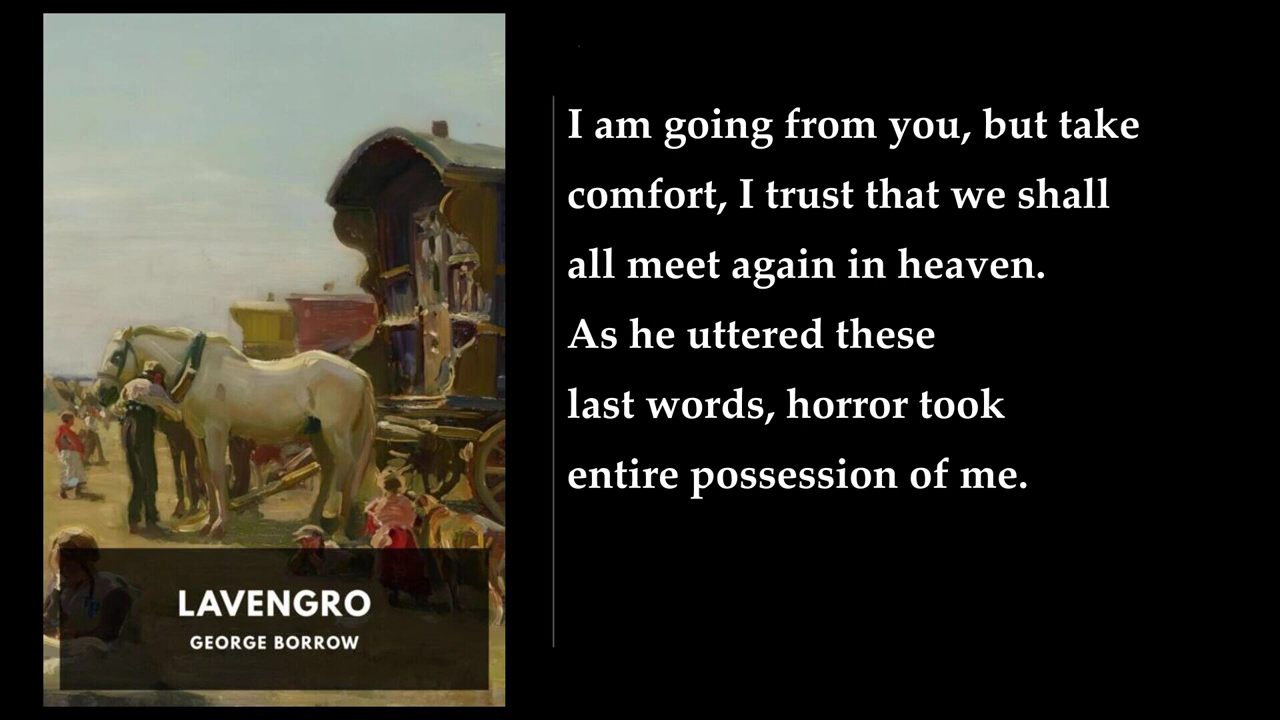 LAVENGRO
GEORGE BORROW
I am going from you, but take
comfort, I trust that we shall
all meet again in heaven.
As he uttered these
last words, horror took
entire possession of me.